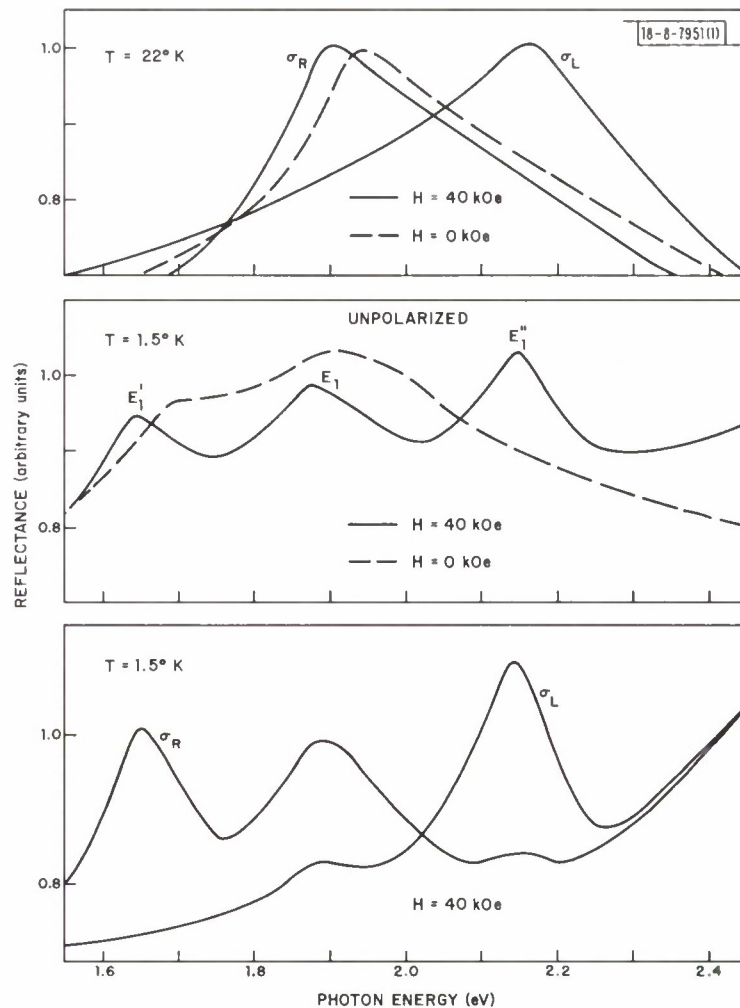 18-8-7951(1)
T = 22° K
σR
σL
1.0
0.8
H = 40 kOe
H = 0 kOe
UNPOLARIZED
T = 1.5° K
E1'
E1
E1''
1.0
0.8
H = 40 kOe
H = 0 kOe
REFLECTANCE (arbitrary units)
T = 1.5° K
σR
σL
1.0
0.8
H = 40 kOe
1.6 1.8 2.0 2.2 2.4
PHOTON ENERGY (eV)